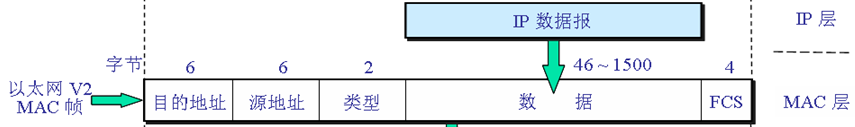 IP 数据报
IP 层
字节 6 6 2 46~1500 4
以太网 V2
MAC 帧
目的地址 源地址 类型 数 据 FCS
MAC 层